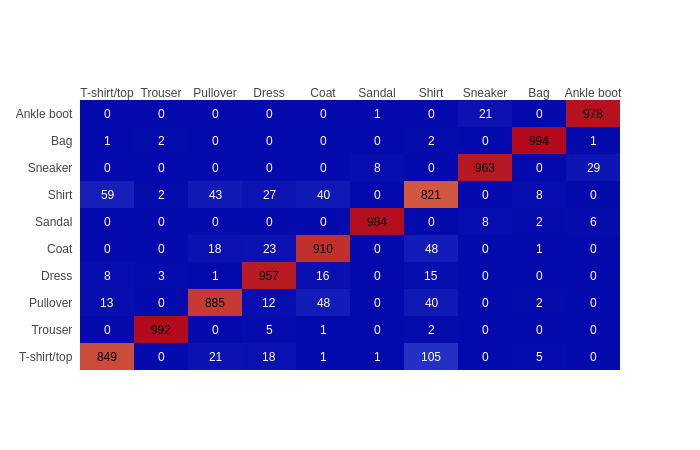 T-shirt/top Trouser Pullover Dress Coat Sandal Shirt Sneaker Bag Ankle boot
Ankle boot 0 0 0 0 0 1 0 21 0 978
Bag 1 2 0 0 0 0 2 0 994 1
Sneaker 0 0 0 0 0 8 0 963 0 29
Shirt 59 2 43 27 40 0 821 0 8 0
Sandal 0 0 0 0 0 984 0 8 2 6
Coat 0 0 18 23 910 0 48 0 1 0
Dress 8 3 1 957 16 0 15 0 0 0
Pullover 13 0 885 12 48 0 40 0 2 0
Trouser 0 992 0 5 1 0 2 0 0 0
T-shirt/top 849 0 21 18 1 1 105 0 5 0